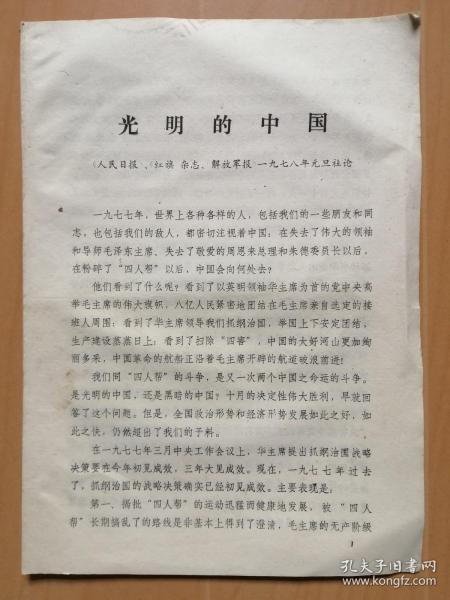 光明的中国
《人民日报》、《红旗》杂志、《解放军报》一九七八年元旦社论
一九七七年，世界上各种各样的人，包括我们的一些朋友和同
志，也包括我们的敌人，都密切注视着中国：在失去了伟大的领袖
和导师毛泽东主席、失去了敬爱的周恩来总理和朱德委员长以后，
在粉碎了“四人帮”以后，中国会向何处去？
他们看到了什么呢？看到了以英明领袖华主席为首的党中央高
举毛主席的伟大旗帜，八亿人民紧密地团结在毛主席亲自选定的接
班人周围；看到了华主席领导我们抓纲治国，举国上下安定团结，
生产建设蒸蒸日上；看到了扫除“四害”，中国的大好河山更加绚
丽多采，中国革命的航船正沿着毛主席开辟的航道破浪前进！
我们同“四人帮”的斗争，是又一次两个中国之命运的斗争。
是光明的中国，还是黑暗的中国？十月的决定性伟大胜利，早就回
答了这个问题。但是，全国政治形势和经济形势发展如此之好，如
此之快，仍然超出了我们的予料。
在一九七七年三月中央工作会议上，华主席提出抓纲治国战略
决策要在今年初见成效，三年大见成效。现在，一九七七年过去
了，抓纲治国的战略决策确实已经初见成效。主要表现是：
第一、揭批“四人帮”的运动迅猛而健康地发展，被“四人
帮”长期搞乱了的路线是非基本上得到了澄清，毛主席的无产阶级
1
孔夫子旧书网
kongfz.com